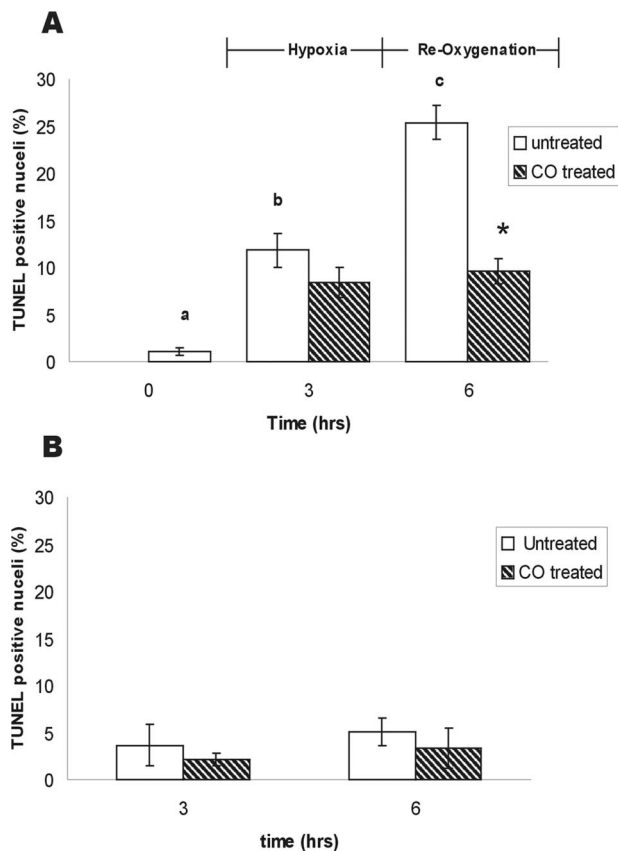 A
Hypoxia Re-Oxygenation
TUNEL positive nuceli (%)
30
25
20
15
10
5
0
a
b
c
*
untreated
CO treated
0 3 6
Time (hrs)
B
TUNEL positive nuceli (%)
30
25
20
15
10
5
0
Untreated
CO treated
3 6
time (hrs)